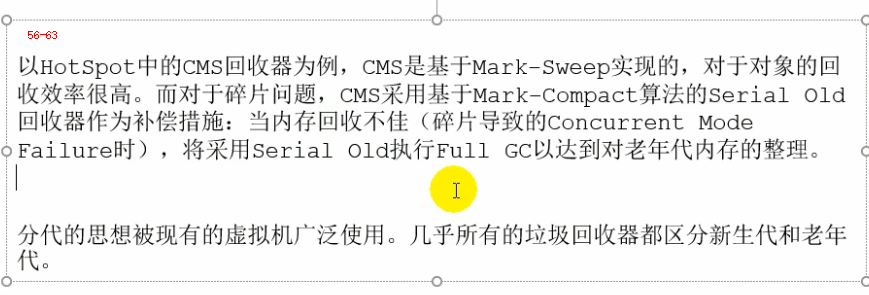 56-63
以HotSpot中的CMS回收器为例，CMS是基于Mark-Sweep实现的，对于对象的回
收效率很高。而对于碎片问题，CMS采用基于Mark-Compact算法的Serial Old
回收器作为补偿措施：当内存回收不佳（碎片导致的Concurrent Mode
Failure时），将采用Serial Old执行Full GC以达到对老年代内存的整理。
分代的思想被现有的虚拟机广泛使用。几乎所有的垃圾回收器都区分新生代和老年
代。